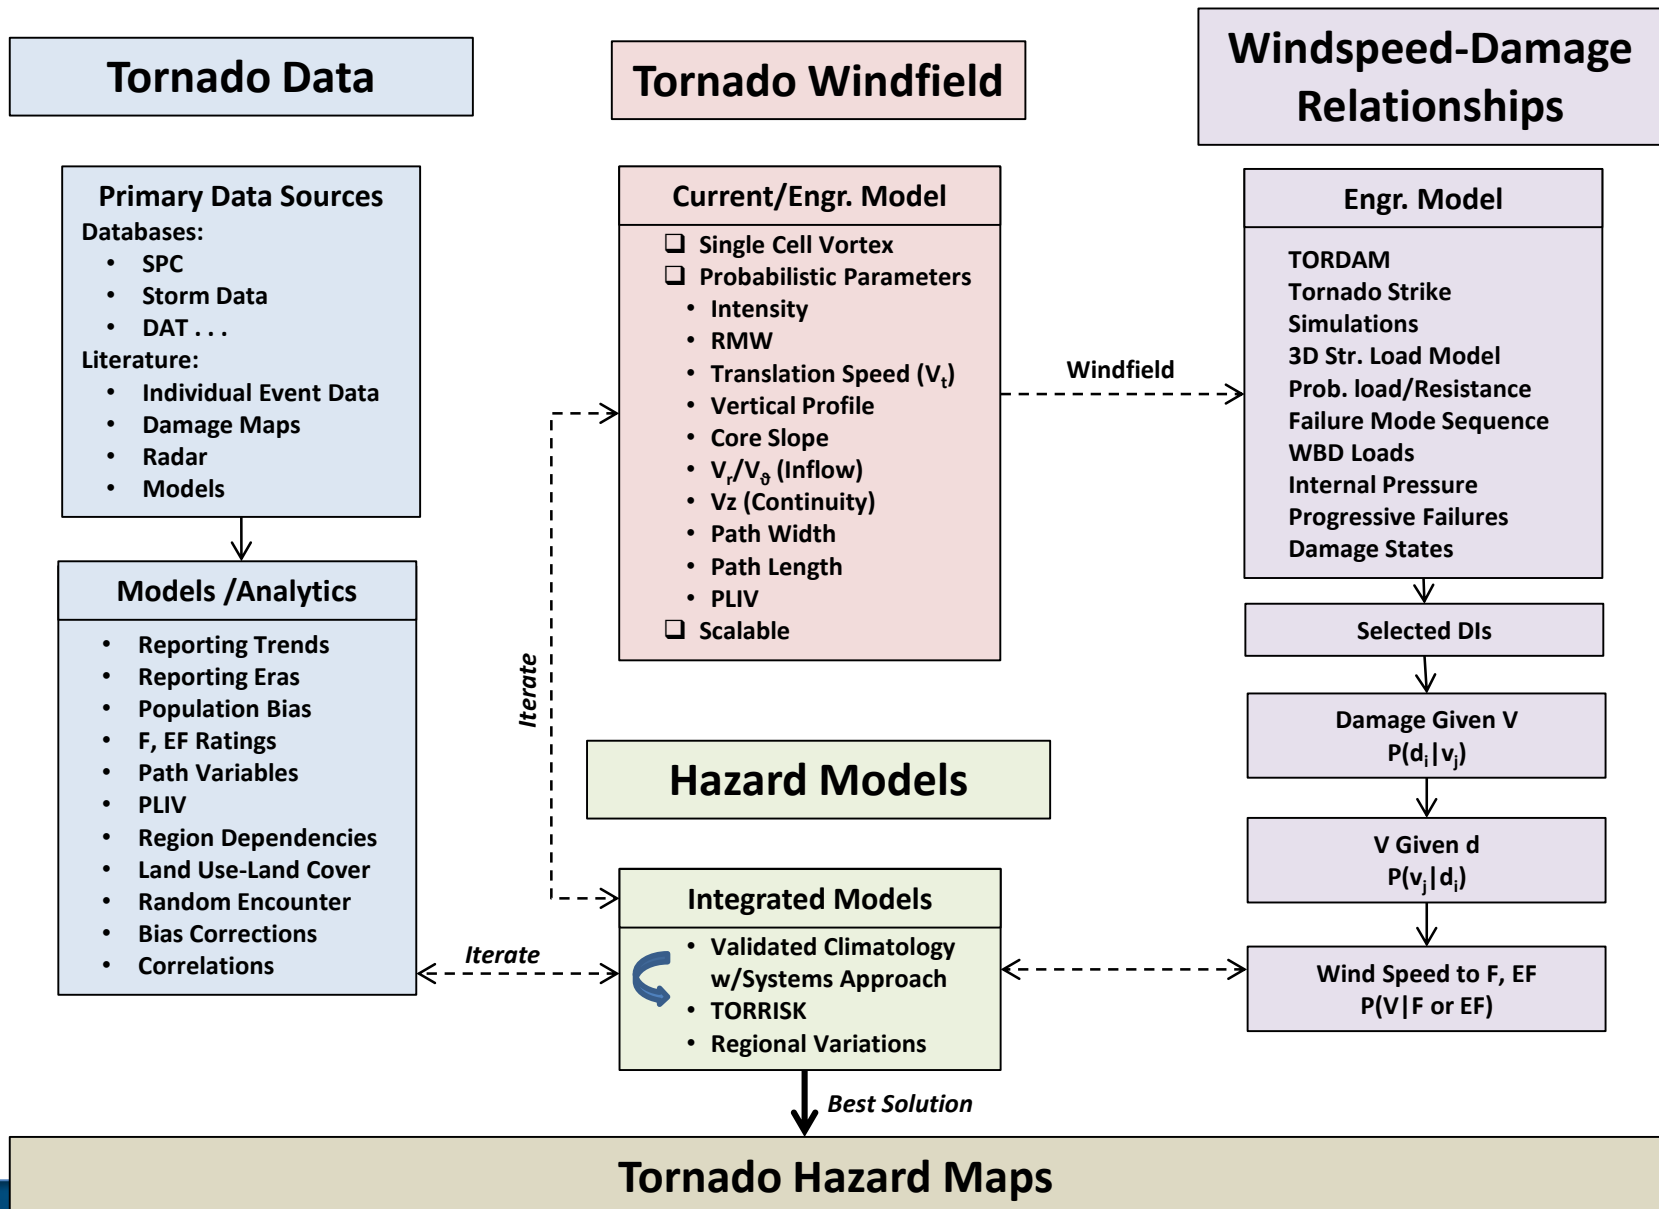 Tornado Data
Primary Data Sources
Databases:
• SPC
• Storm Data
• DAT . . .
Literature:
• Individual Event Data
• Damage Maps
• Radar
• Models
Models /Analytics
• Reporting Trends
• Reporting Eras
• Population Bias
• F, EF Ratings
• Path Variables
• PLIV
• Region Dependencies
• Land Use-Land Cover
• Random Encounter
• Bias Corrections
• Correlations
Iterate
Tornado Windfield
Current/Engr. Model
❑ Single Cell Vortex
❑ Probabilistic Parameters
• Intensity
• RMW
• Translation Speed (Vt)
• Vertical Profile
• Core Slope
• Vr/Vϑ (Inflow)
• Vz (Continuity)
• Path Width
• Path Length
• PLIV
❑ Scalable
Iterate
Windfield
Hazard Models
Integrated Models
• Validated Climatology
w/Systems Approach
• TORRISK
• Regional Variations
Best Solution
Windspeed-Damage
Relationships
Engr. Model
TORDAM
Tornado Strike
Simulations
3D Str. Load Model
Prob. load/Resistance
Failure Mode Sequence
WBD Loads
Internal Pressure
Progressive Failures
Damage States
Selected DIs
Damage Given V
P(di|vj)
V Given d
P(vj|di)
Wind Speed to F, EF
P(V|F or EF)
Tornado Hazard Maps